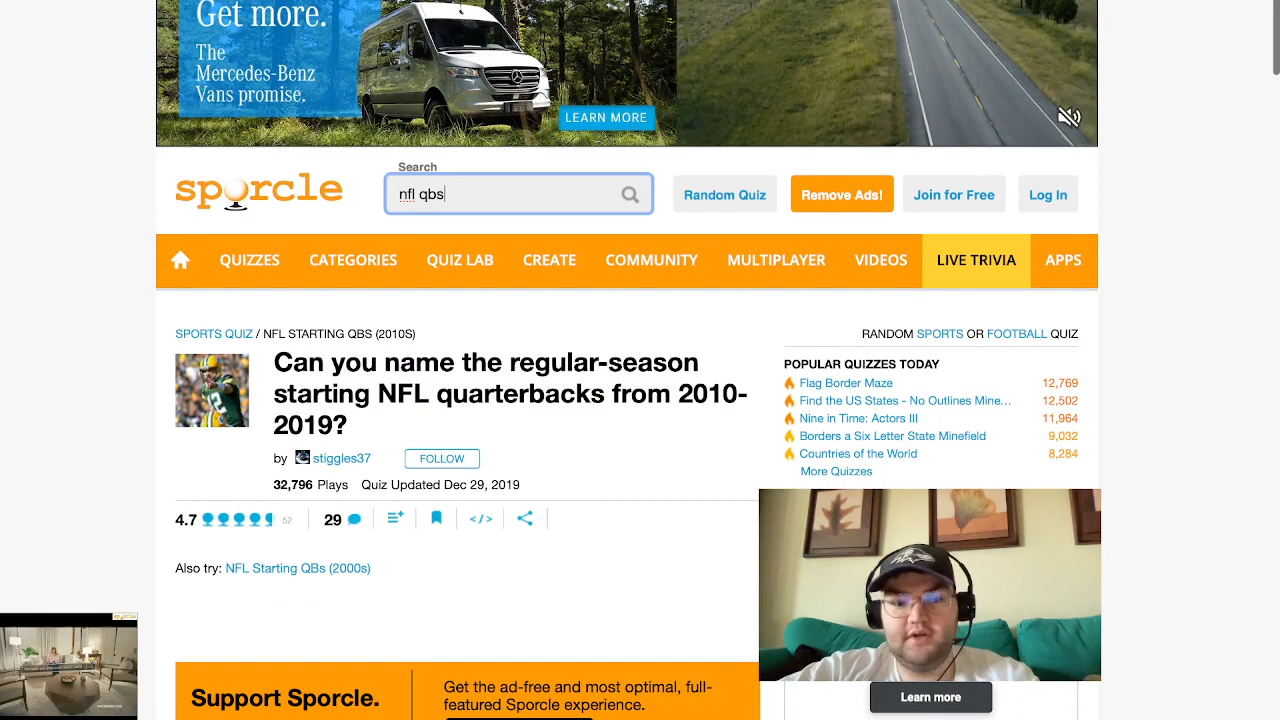 Get more.
The
Mercedes-Benz
Vans promise.
LEARN MORE
Search
sporcle
nfl qbs
Random Quiz
Remove Ads!
Join for Free
Log In
QUIZZES
CATEGORIES
QUIZ LAB
CREATE
COMMUNITY
MULTIPLAYER
VIDEOS
LIVE TRIVIA
APPS
SPORTS QUIZ / NFL STARTING QBS (2010S)
RANDOM SPORTS OR FOOTBALL QUIZ
Can you name the regular-season
starting NFL quarterbacks from 2010-
2019?
by stiggles37
FOLLOW
32,796 Plays Quiz Updated Dec 29, 2019
POPULAR QUIZZES TODAY
Flag Border Maze 12,769
Find the US States - No Outlines Mine... 12,502
Nine in Time: Actors III 11,964
Borders a Six Letter State Minefield 9,032
Countries of the World 8,284
More Quizzes
4.7 52 29 </>
Also try: NFL Starting QBs (2000s)
sporcle
Support Sporcle.
Get the ad-free and most optimal, full-
featured Sporcle experience.
Learn more